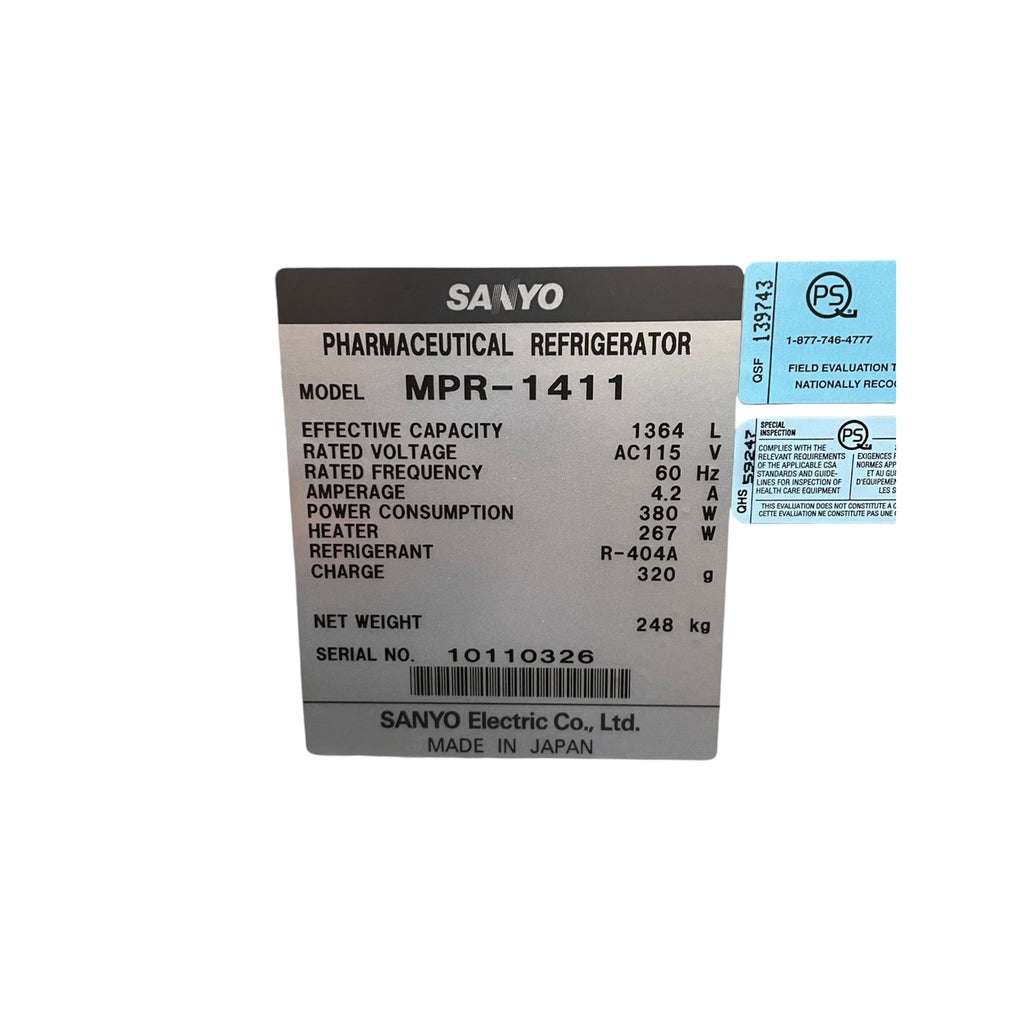 SANYO
PHARMACEUTICAL REFRIGERATOR
MODEL MPR-1411
EFFECTIVE CAPACITY 1364 L
RATED VOLTAGE AC115 V
RATED FREQUENCY 60 Hz
AMPERAGE 4.2 A
POWER CONSUMPTION 380 W
HEATER 267 W
REFRIGERANT R-404A
CHARGE 320 g
NET WEIGHT 248 kg
SERIAL NO. 10110326
SANYO Electric Co., Ltd.
MADE IN JAPAN
QSF 139743
PS
1-877-746-4777
FIELD EVALUATION
NATIONALLY
QHS 59247
SPECIAL
INSPECTION
PS
COMPLIES WITH THE
RELEVANT REQUIREMENTS
OF THE APPLICABLE CSA
STANDARDS AND GUIDE-
LINES FOR INSPECTION OF
HEALTH CARE EQUIPMENT
EXIGENCES
NORMES
ET AU
LES
THIS EVALUATION DOES NOT CONSTITUTE A
CETTE EVALUATION NE CONSTITUTE PAS UNE